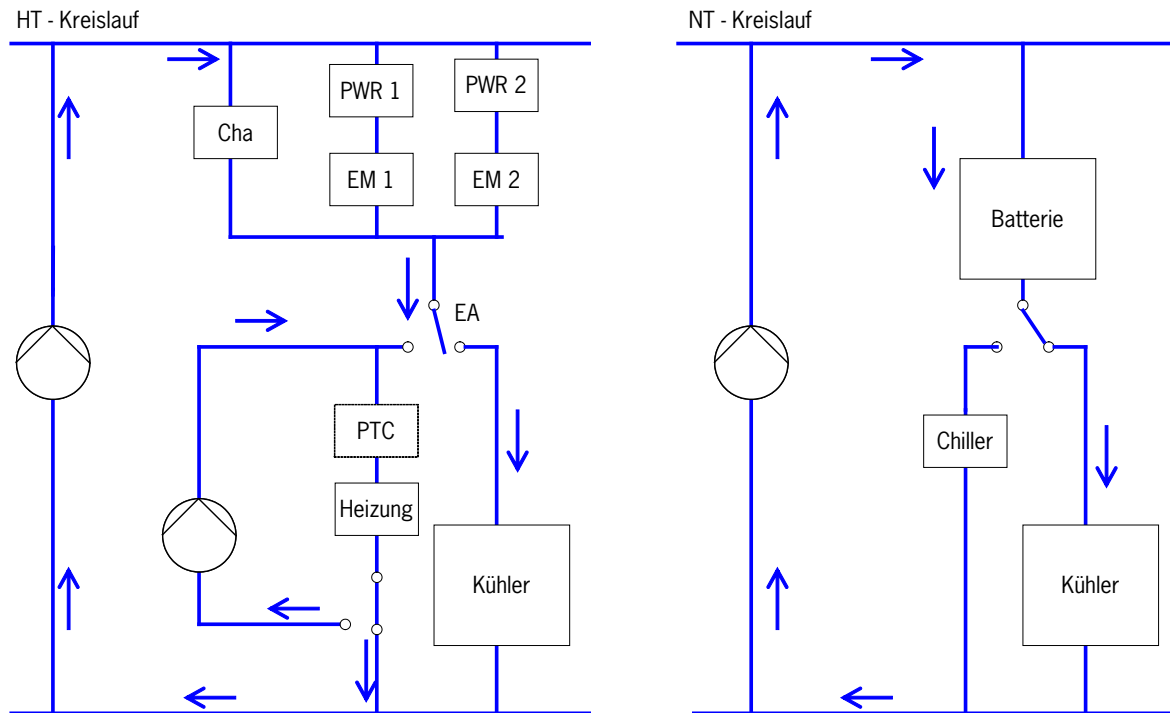 HT - Kreislauf
NT - Kreislauf
PWR 1
PWR 2
Cha
EM 1
EM 2
Batterie
EA
PTC
Chiller
Heizung
Kühler
Kühler